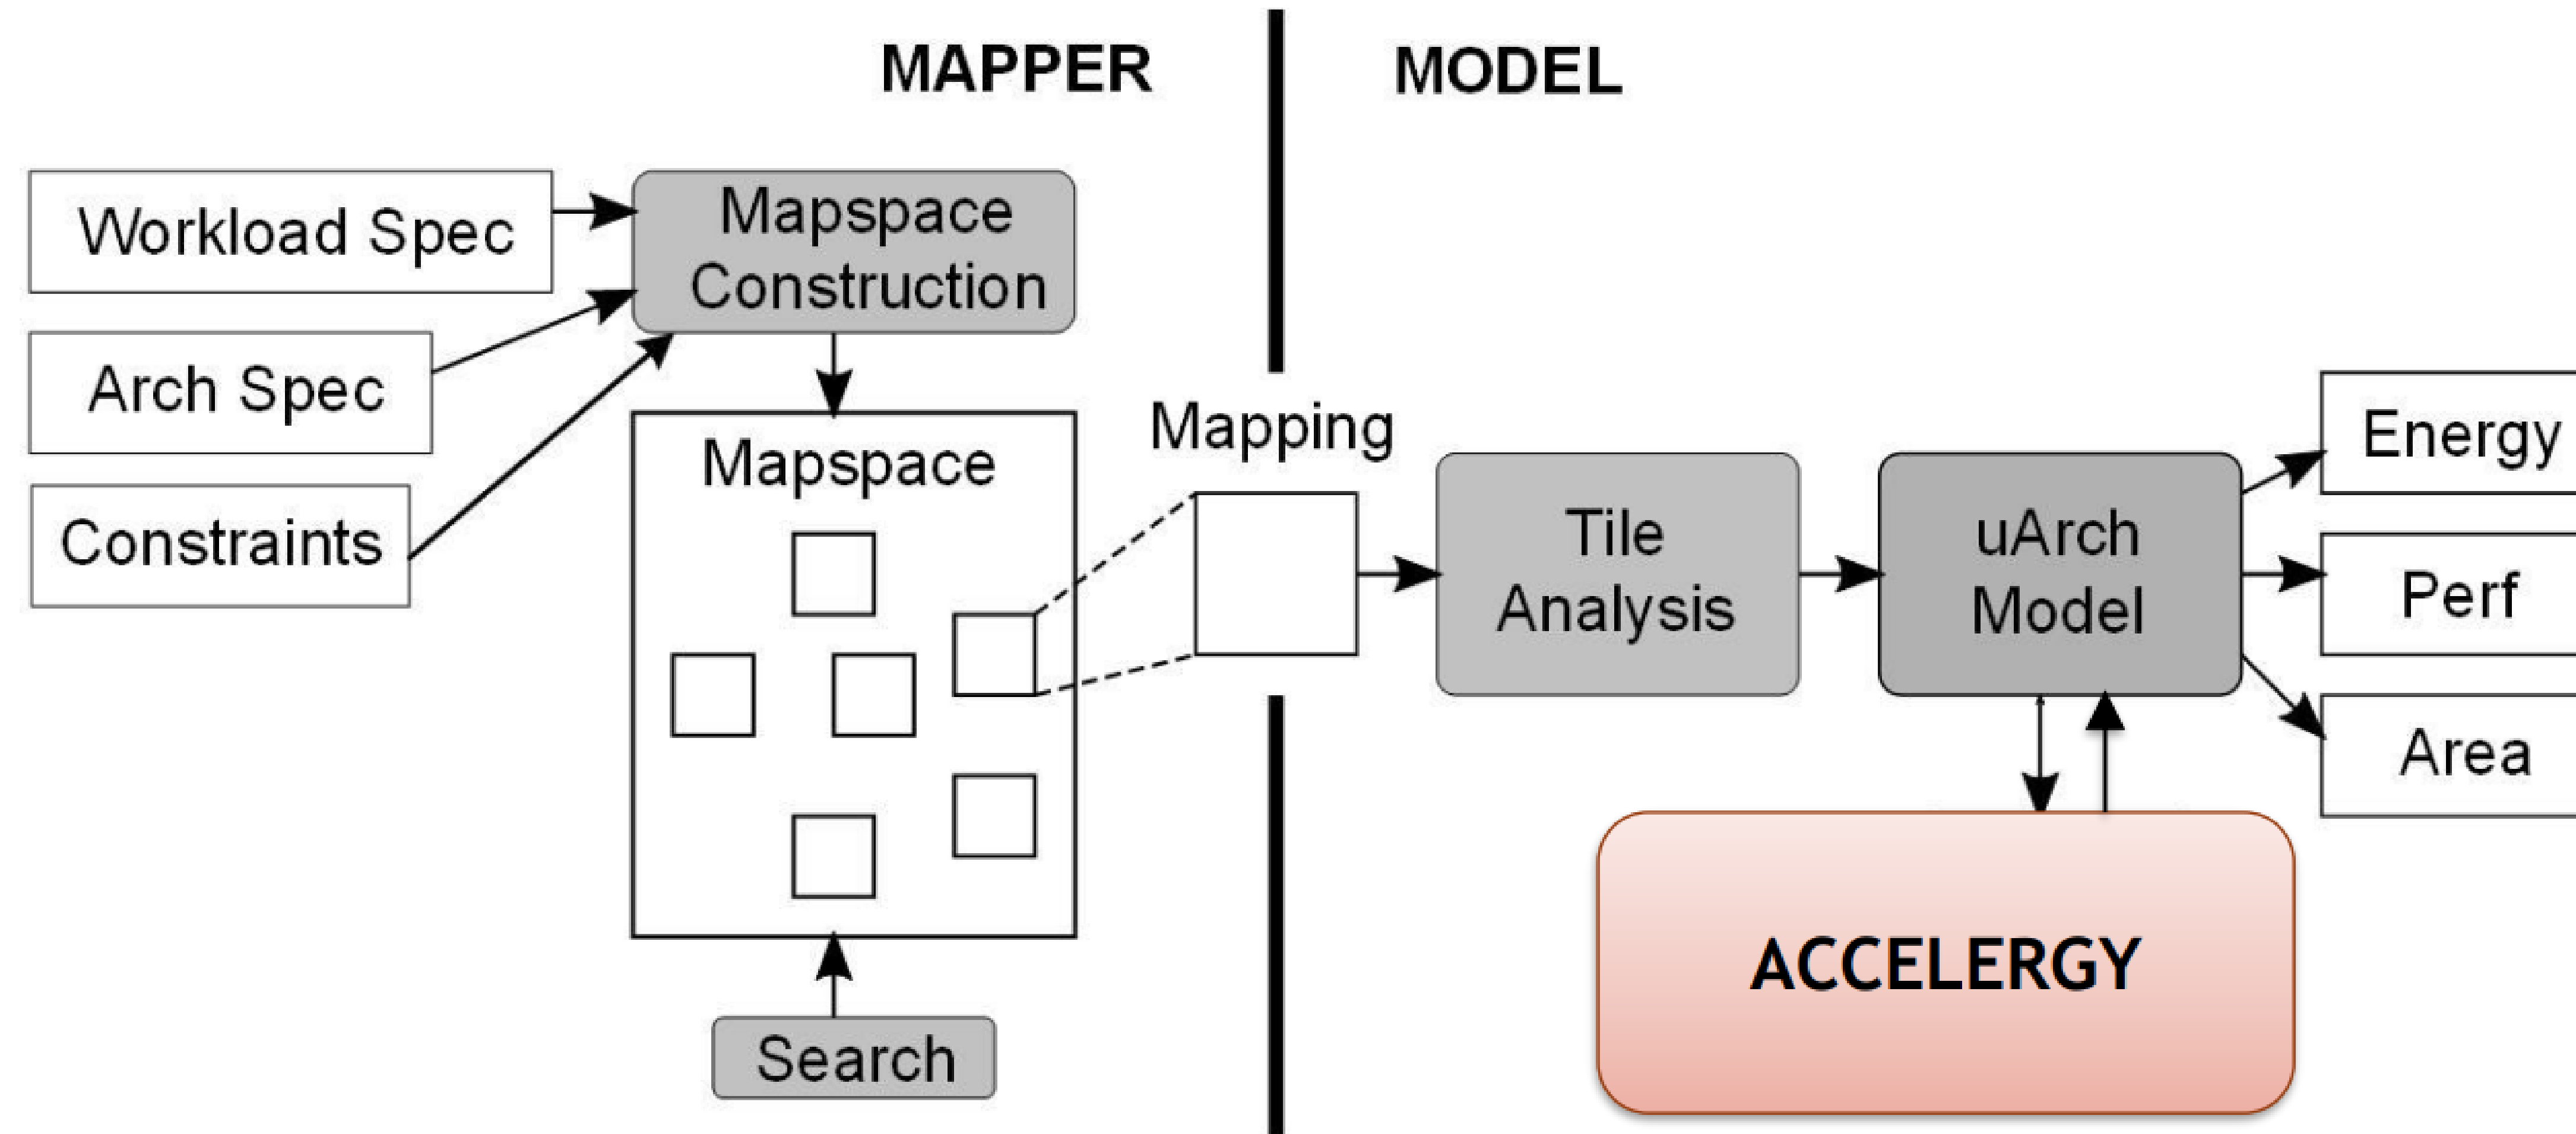 MAPPER
MODEL
Workload Spec
Arch Spec
Constraints
Mapspace
Construction
Mapspace
Search
Mapping
Tile
Analysis
uArch
Model
Energy
Perf
Area
ACCELERGY